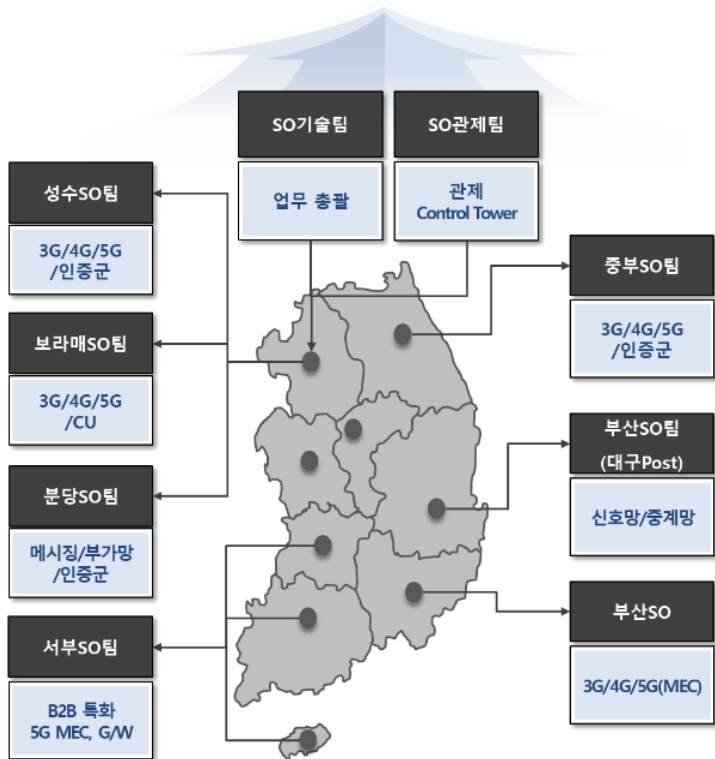 SO기술팀
업무 총괄
SO관제팀
관제
Control Tower
성수SO팀
3G/4G/5G
/인증군
보라매SO팀
3G/4G/5G
/CU
분당SO팀
메시징/부가망
/인증군
서부SO팀
B2B 특화
5G MEC, G/W
중부SO팀
3G/4G/5G
/인증군
부산SO팀
(대구Post)
신호망/중계망
부산SO
3G/4G/5G(MEC)